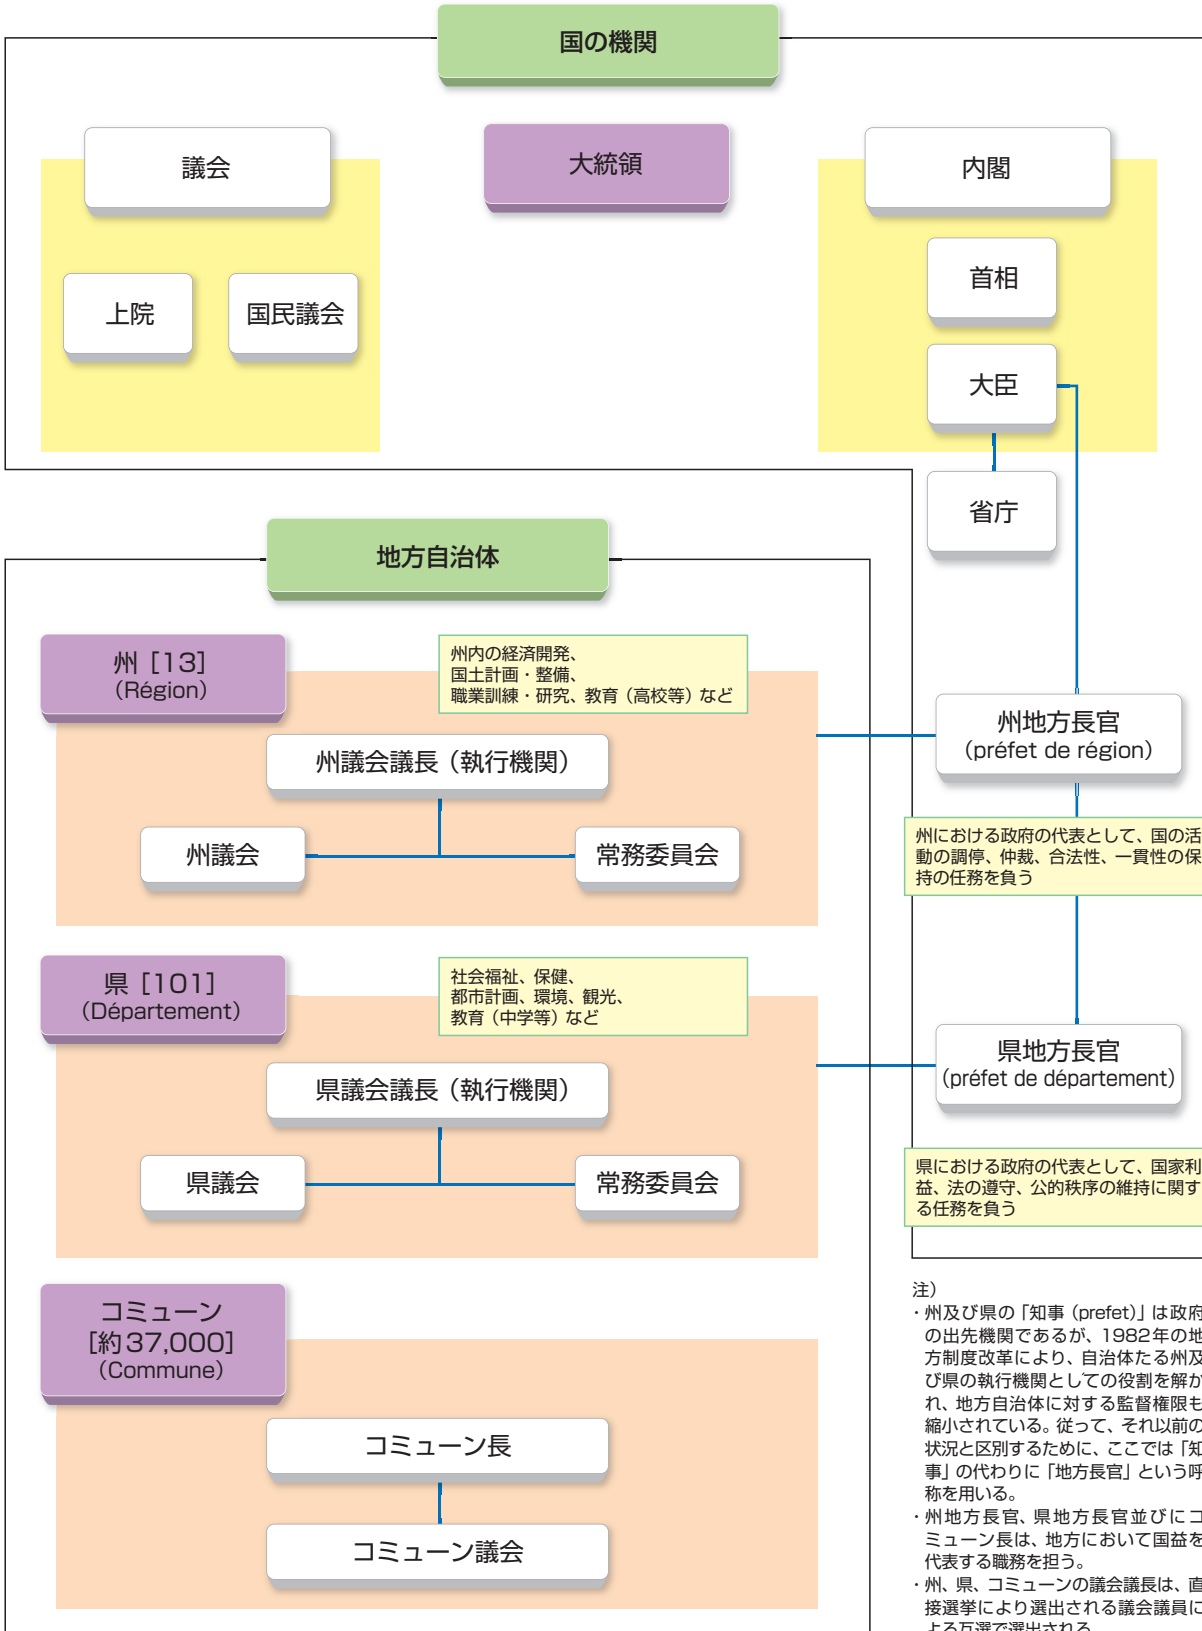 国の機関
議会
大統領
内閣
上院
国民議会
首相
大臣
省庁
地方自治体
州 [13]
(Région)
州内の経済開発、
国土計画・整備、
職業訓練・研究、教育（高校等）など
州議会議長（執行機関）
州議会
常務委員会
州地方長官
(préfet de région)
州における政府の代表として、国の活
動の調停、仲裁、合法性、一貫性の保
持の任務を負う
県 [101]
(Département)
社会福祉、保健、
都市計画、環境、観光、
教育（中学等）など
県議会議長（執行機関）
県議会
常務委員会
県地方長官
(préfet de département)
県における政府の代表として、国家利
益、法の遵守、公的秩序の維持に関す
る任務を負う
コミューン
[約37,000]
(Commune)
コミューン長
コミューン議会
注）
・州及び県の「知事 (prefet)」は政府
の出先機関であるが、1982年の地
方制度改革により、自治体たる州及
び県の執行機関としての役割を解か
れ、地方自治体に対する監督権限も
縮小されている。従って、それ以前の
状況と区別するために、ここでは「知
事」の代わりに「地方長官」という呼
称を用いる。
・州地方長官、県地方長官並びにコ
ミューン長は、地方において国益を
代表する職務を担う。
・州、県、コミューンの議会議長は、直
接選挙により選出される議会議員に
よる互選で選出される